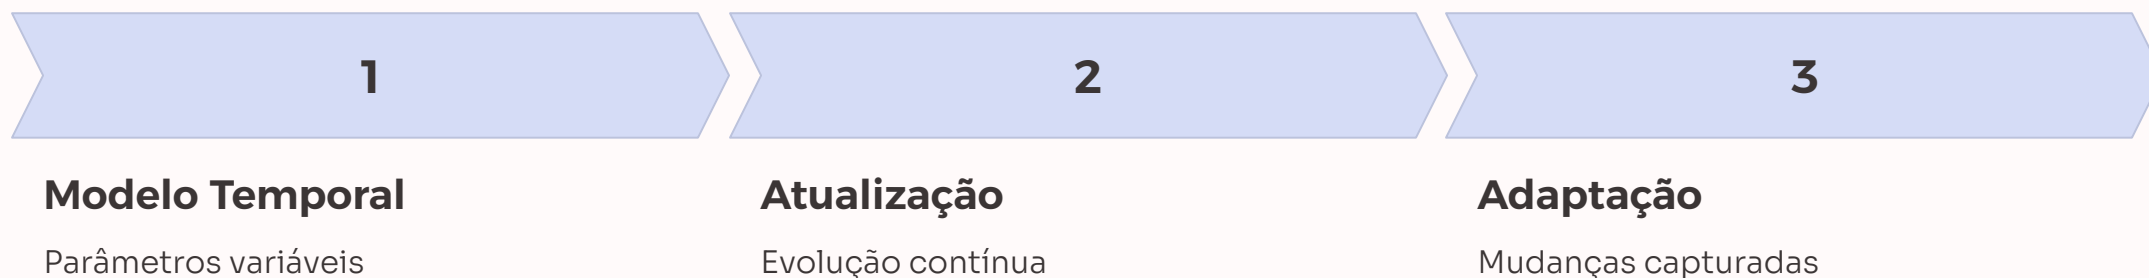 1
2
3
Modelo Temporal
Parâmetros variáveis
Atualização
Evolução contínua
Adaptação
Mudanças capturadas